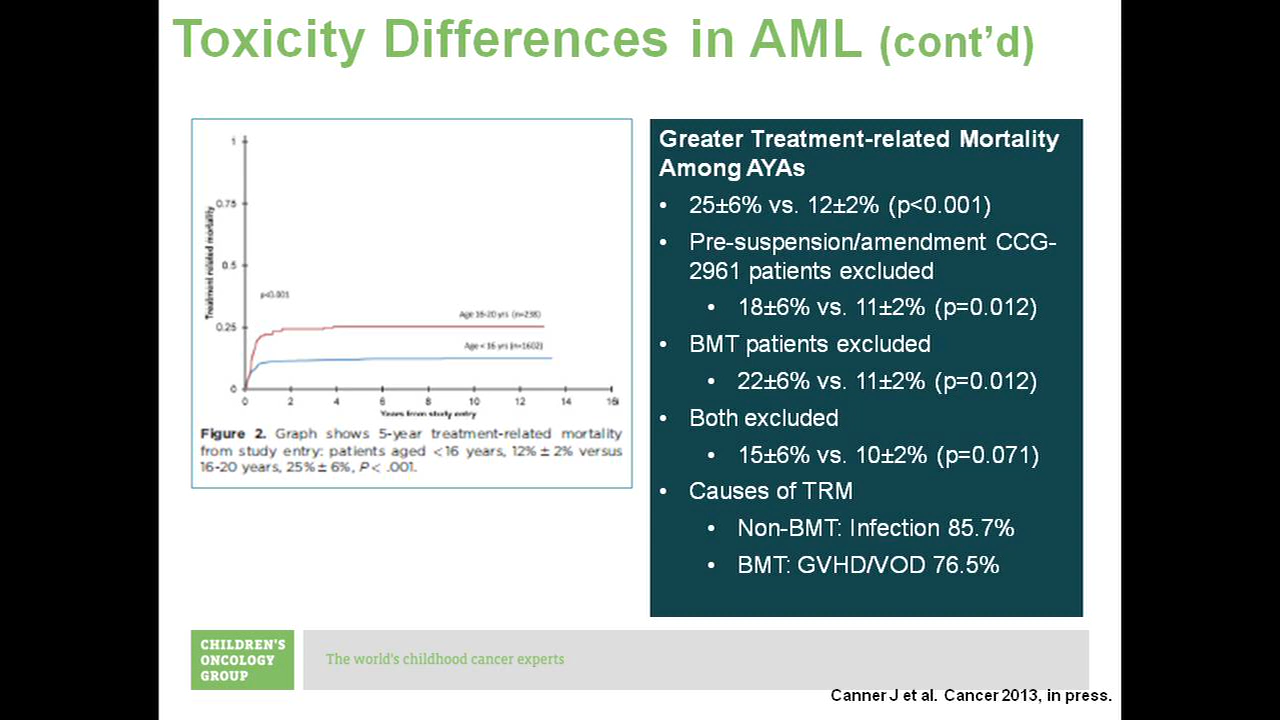 Toxicity Differences in AML (cont’d)
1
0.75
0.5
0.25
0
Treatment related mortality
p<0.001
Age 16-20 yrs (n=238)
Age < 16 yrs (n=1602)
0 2 4 6 8 10 12 14 16
Years from study entry
Figure 2. Graph shows 5-year treatment-related mortality
from study entry: patients aged <16 years, 12% ± 2% versus
16-20 years, 25% ± 6%, P < .001.
Greater Treatment-related Mortality
Among AYAs
• 25±6% vs. 12±2% (p<0.001)
• Pre-suspension/amendment CCG-
2961 patients excluded
• 18±6% vs. 11±2% (p=0.012)
• BMT patients excluded
• 22±6% vs. 11±2% (p=0.012)
• Both excluded
• 15±6% vs. 10±2% (p=0.071)
• Causes of TRM
• Non-BMT: Infection 85.7%
• BMT: GVHD/VOD 76.5%
CHILDREN'S
ONCOLOGY
GROUP
The world's childhood cancer experts
Canner J et al. Cancer 2013, in press.